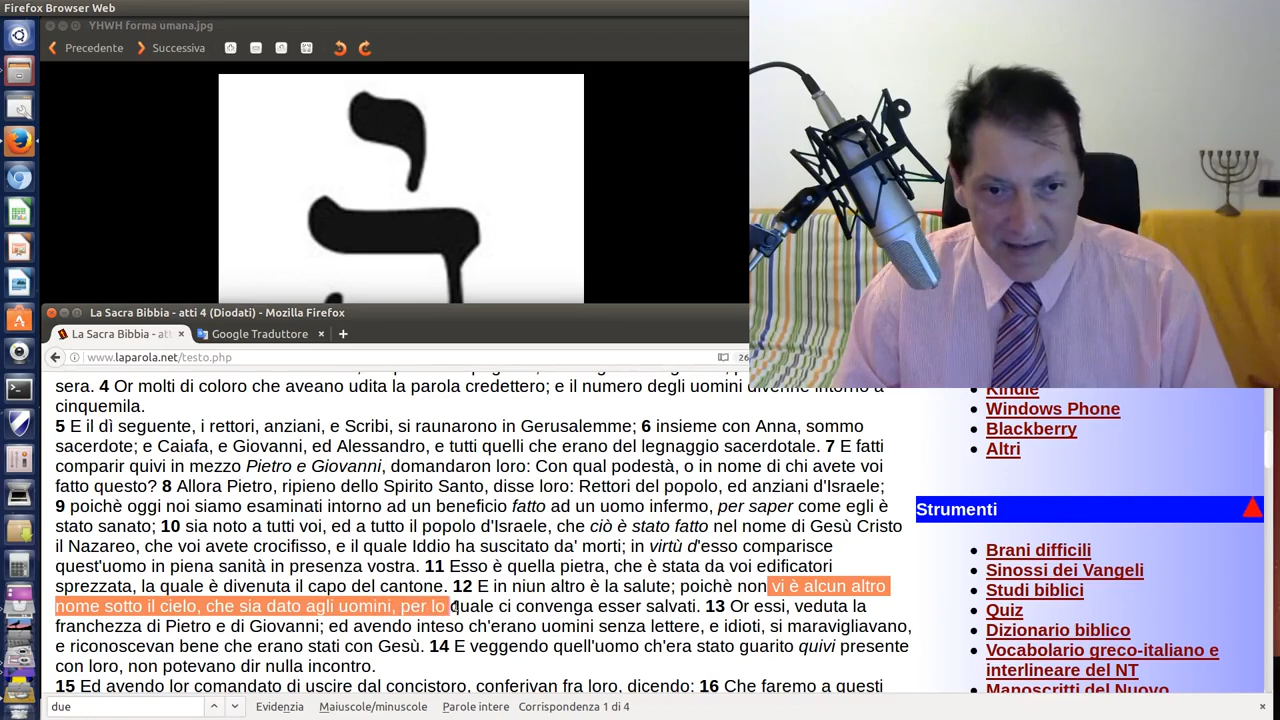 Firefox Browser Web
YHWH forma umana.jpg
Precedente
Successiva
י
ה
La Sacra Bibbia - atti 4 (Diodati) - Mozilla Firefox
La Sacra Bibbia - atti
Google Traduttore
www.laparola.net/testo.php
26
sera. 4 Or molti di coloro che aveano udita la parola credettero; e il numero degli uomini divenne intorno a
cinquemila.
5 E il dì seguente, i rettori, anziani, e Scribi, si raunarono in Gerusalemme; 6 insieme con Anna, sommo
sacerdote; e Caiafa, e Giovanni, ed Alessandro, e tutti quelli che erano del legnaggio sacerdotale. 7 E fatti
comparir quivi in mezzo Pietro e Giovanni, domandaron loro: Con qual podestà, o in nome di chi avete voi
fatto questo? 8 Allora Pietro, ripieno dello Spirito Santo, disse loro: Rettori del popolo, ed anziani d'Israele;
9 poichè oggi noi siamo esaminati intorno ad un beneficio fatto ad un uomo infermo, per saper come egli è
stato sanato; 10 sia noto a tutti voi, ed a tutto il popolo d'Israele, che ciò è stato fatto nel nome di Gesù Cristo
il Nazareo, che voi avete crocifisso, e il quale Iddio ha suscitato da' morti; in virtù d'esso comparisce
quest'uomo in piena sanità in presenza vostra. 11 Esso è quella pietra, che è stata da voi edificatori
sprezzata, la quale è divenuta il capo del cantone. 12 E in niun altro è la salute; poichè non vi è alcun altro
nome sotto il cielo, che sia dato agli uomini, per lo quale ci convenga esser salvati. 13 Or essi, veduta la
franchezza di Pietro e di Giovanni; ed avendo inteso ch'erano uomini senza lettere, e idioti, si maravigliavano,
e riconoscevan bene che erano stati con Gesù. 14 E veggendo quell'uomo ch'era stato guarito quivi presente
con loro, non potevano dir nulla incontro.
15 Ed avendo lor comandato di uscire dal concistoro, conferivan fra loro, dicendo: 16 Che faremo a questi
Kindle
Windows Phone
Blackberry
Altri
Strumenti
Brani difficili
Sinossi dei Vangeli
Studi biblici
Quiz
Dizionario biblico
Vocabolario greco-italiano e
interlineare del NT
Manoscritti del Nuovo
due
Evidenzia
Maiuscole/minuscole
Parole intere
Corrispondenza 1 di 4